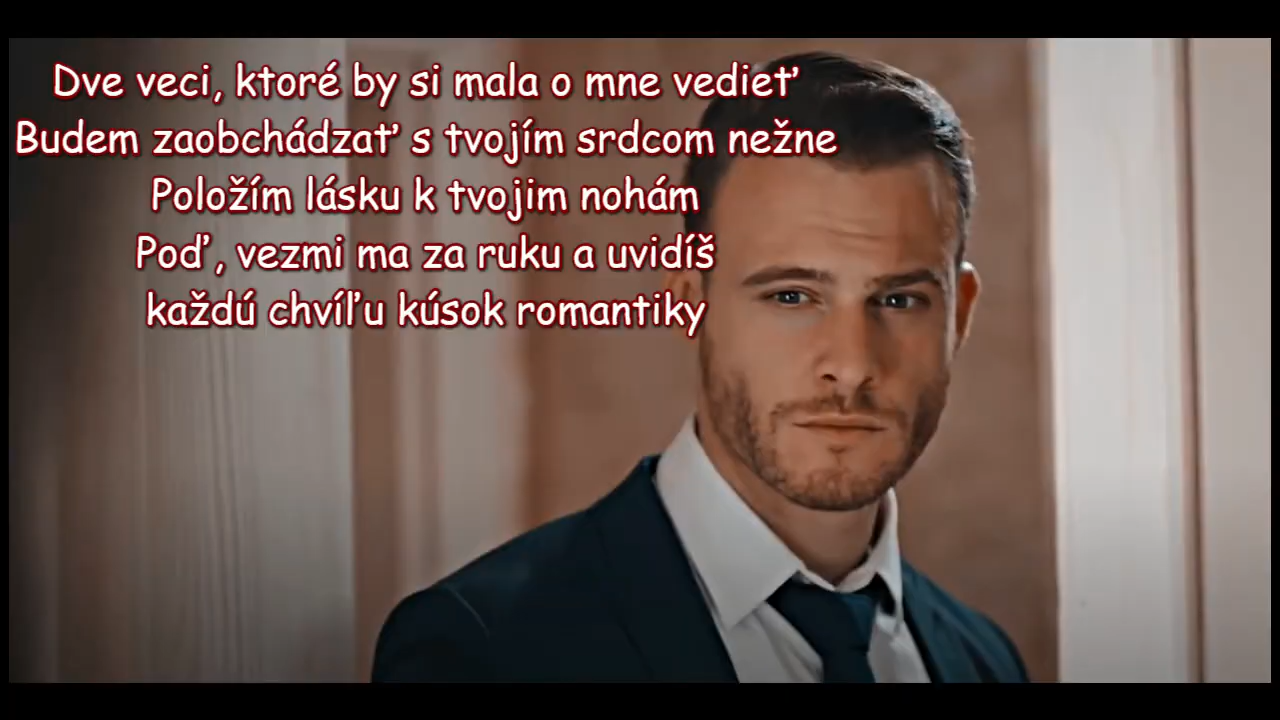 Dve veci, ktoré by si mala o mne vedieť
Budem zaobchádzať s tvojím srdcom nežne
Položím lásku k tvojim nohám
Poď, vezmi ma za ruku a uvidíš
každú chvíľu kúsok romantiky